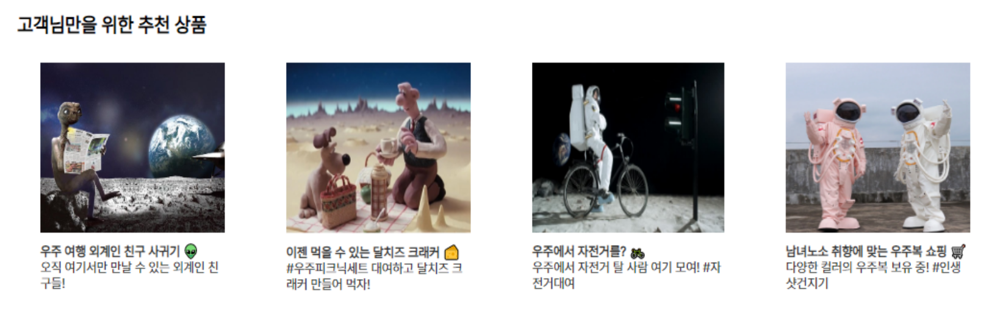 고객님만을 위한 추천 상품
우주 여행 외계인 친구 사귀기 👽
오직 여기서만 만날 수 있는 외계인 친
구들!
이젠 먹을 수 있는 달치즈 크래커 🧀
#우주피크닉세트 대여하고 달치즈 크
래커 만들어 먹자!
우주에서 자전거를? 🚲
우주에서 자전거 탈 사람 여기 모여! #자
전거대여
남녀노소 취향에 맞는 우주복 쇼핑 🛒
다양한 컬러의 우주복 보유 중! #인생
샷건지기